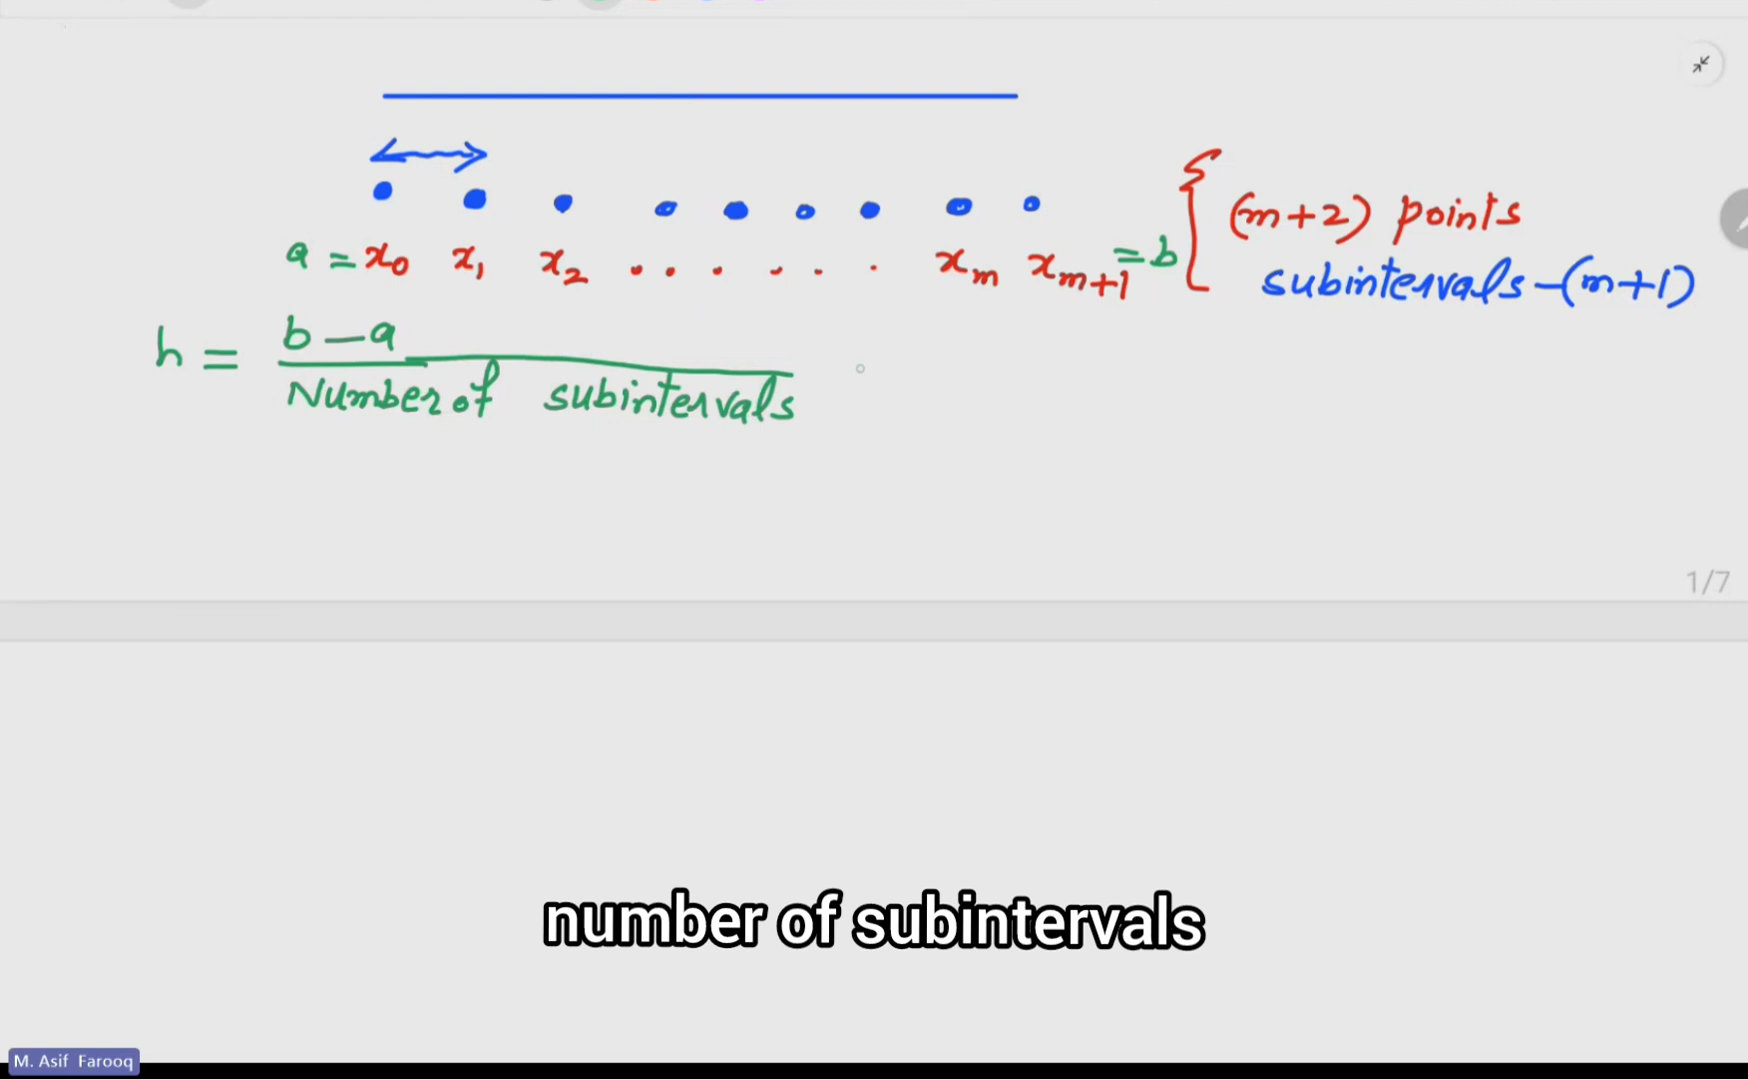 a = x₀ x₁ x₂ . . . . . . xₘ xₘ₊₁ = b { (m+2) points
subintervals - (m+1)
h = b - a
Number of subintervals
1/7
number of subintervals
M. Asif Farooq